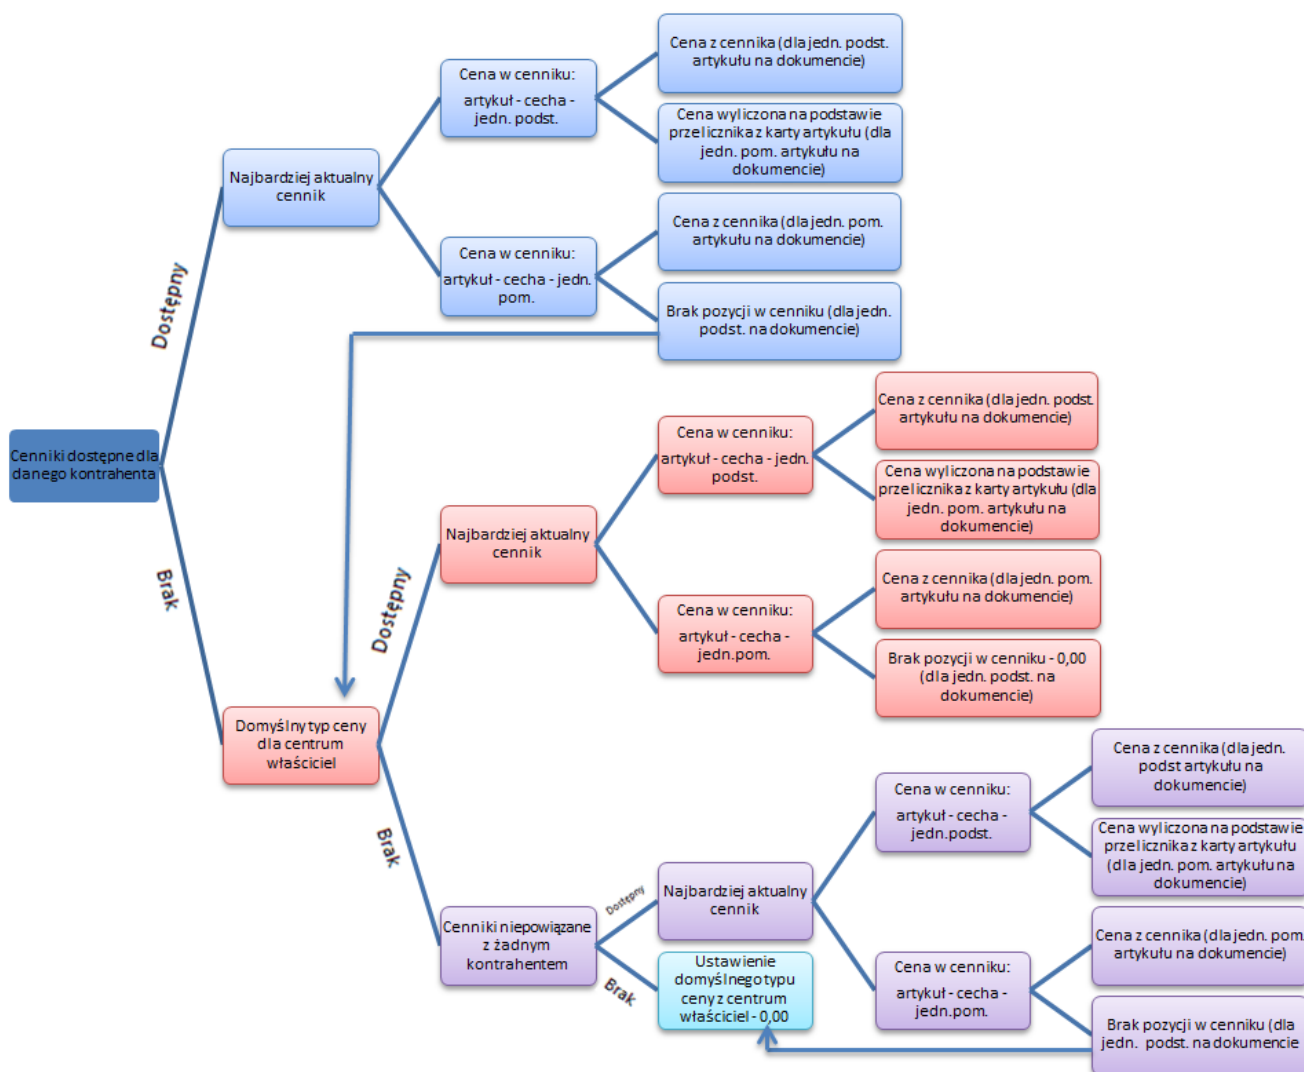 Cena z cennika (dla jedn. podst.
artykułu na dokumencie)
Cena w cenniku:
artykuł - cecha -
jedn. podst.
Cena wyliczona na podstawie
przelicznika z karty artykułu (dla
jedn. pom. artykułu na
dokumencie)
Najbardziej aktualny
cennik
Cena z cennika (dla jedn. pom.
artykułu na dokumencie)
Cena w cenniku:
artykuł - cecha - jedn.
pom.
Brak pozycji w cenniku (dla jedn.
podst. na dokumencie)
Dostępny
Cenniki dostępne dla
danego kontrahenta
Brak
Cena z cennika (dla jedn. podst.
artykułu na dokumencie)
Cena w cenniku:
artykuł - cecha - jedn.
podst.
Cena wyliczona na podstawie
przelicznika z karty artykułu (dla
jedn. pom. artykułu na
dokumencie)
Najbardziej aktualny
cennik
Cena z cennika (dla jedn. pom.
artykułu na dokumencie)
Cena w cenniku:
artykuł - cecha -
jedn.pom.
Brak pozycji w cenniku - 0,00
(dla jedn. podst. na
dokumencie)
Dostępny
Domyślny typ ceny
dla centrum
właściciel
Brak
Cena z cennika (dla jedn.
podst artykułu na
dokumencie)
Cena w cenniku:
artykuł - cecha -
jedn.podst.
Cena wyliczona na podstawie
przelicznika z karty artykułu
(dla jedn. pom. artykułu na
dokumencie)
Dostępny
Najbardziej aktualny
cennik
Cenniki niepowiązane
z żadnym
kontrahentem
Brak
Ustawienie
domyślnego typu
ceny z centrum
właściciel - 0,00
Cena z cennika (dla jedn. pom.
artykułu na dokumencie)
Cena w cenniku:
artykuł - cecha -
jedn.pom.
Brak pozycji w cenniku (dla
jedn. podst. na dokumencie